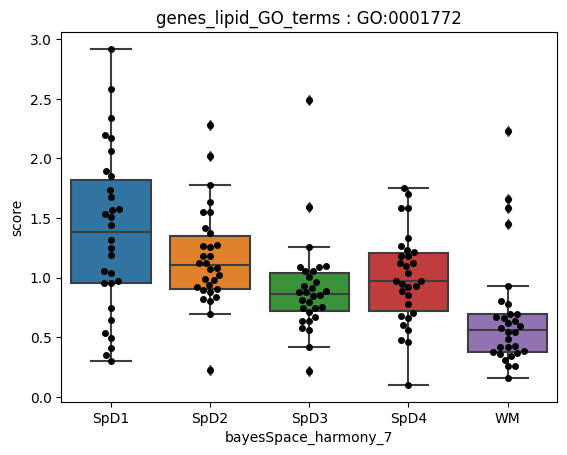 genes_lipid_GO_terms : GO:0001772
3.0
2.5
2.0
1.5
1.0
0.5
0.0
score
SpD1 SpD2 SpD3 SpD4 WM
bayesSpace_harmony_7